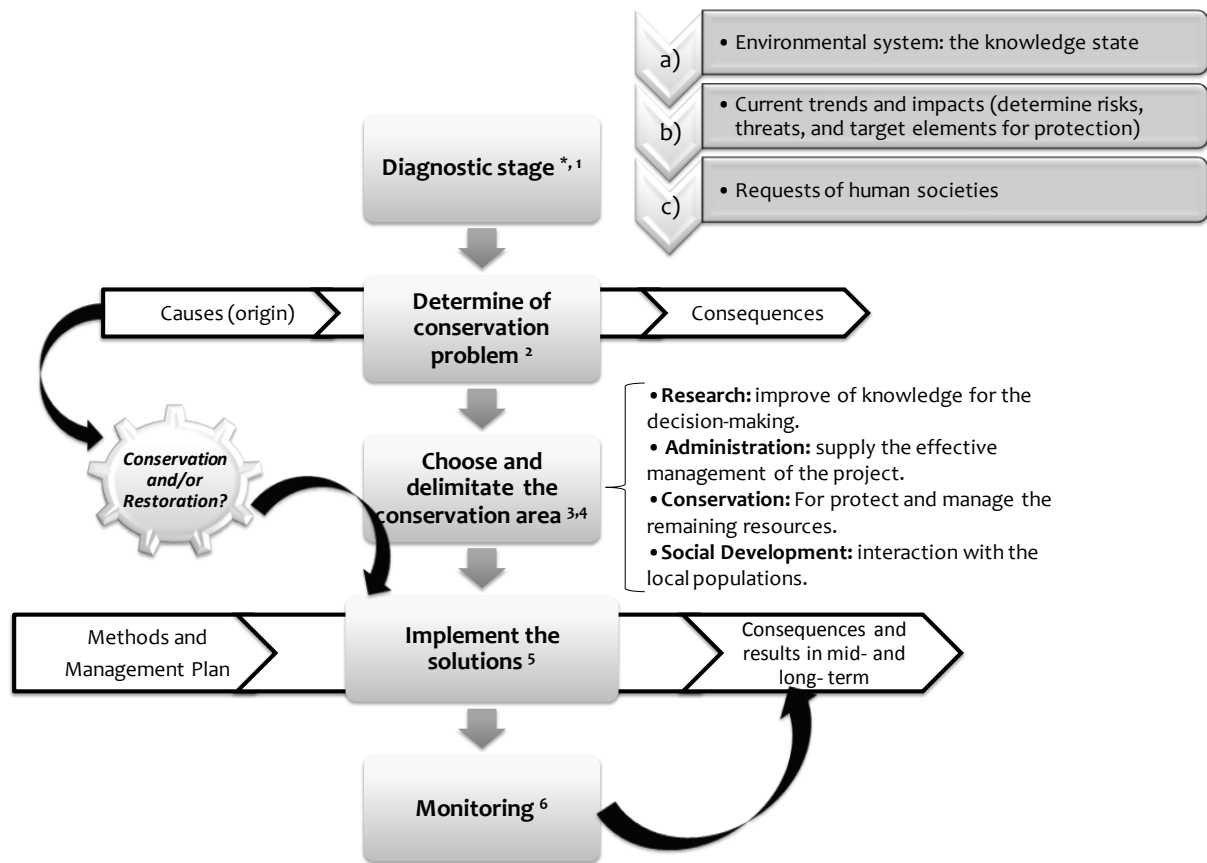 a)
• Environmental system: the knowledge state
b)
• Current trends and impacts (determine risks,
threats, and target elements for protection)
c)
• Requests of human societies
Diagnostic stage *, 1
Causes (origin)
Determine of
conservation
problem 2
Consequences
Conservation
and/or
Restoration?
Choose and
delimitate the
conservation area 3,4
• Research: improve of knowledge for the
decision-making.
• Administration: supply the effective
management of the project.
• Conservation: For protect and manage the
remaining resources.
• Social Development: interaction with the
local populations.
Methods and
Management Plan
Implement the
solutions 5
Consequences and
results in mid- and
long- term
Monitoring 6